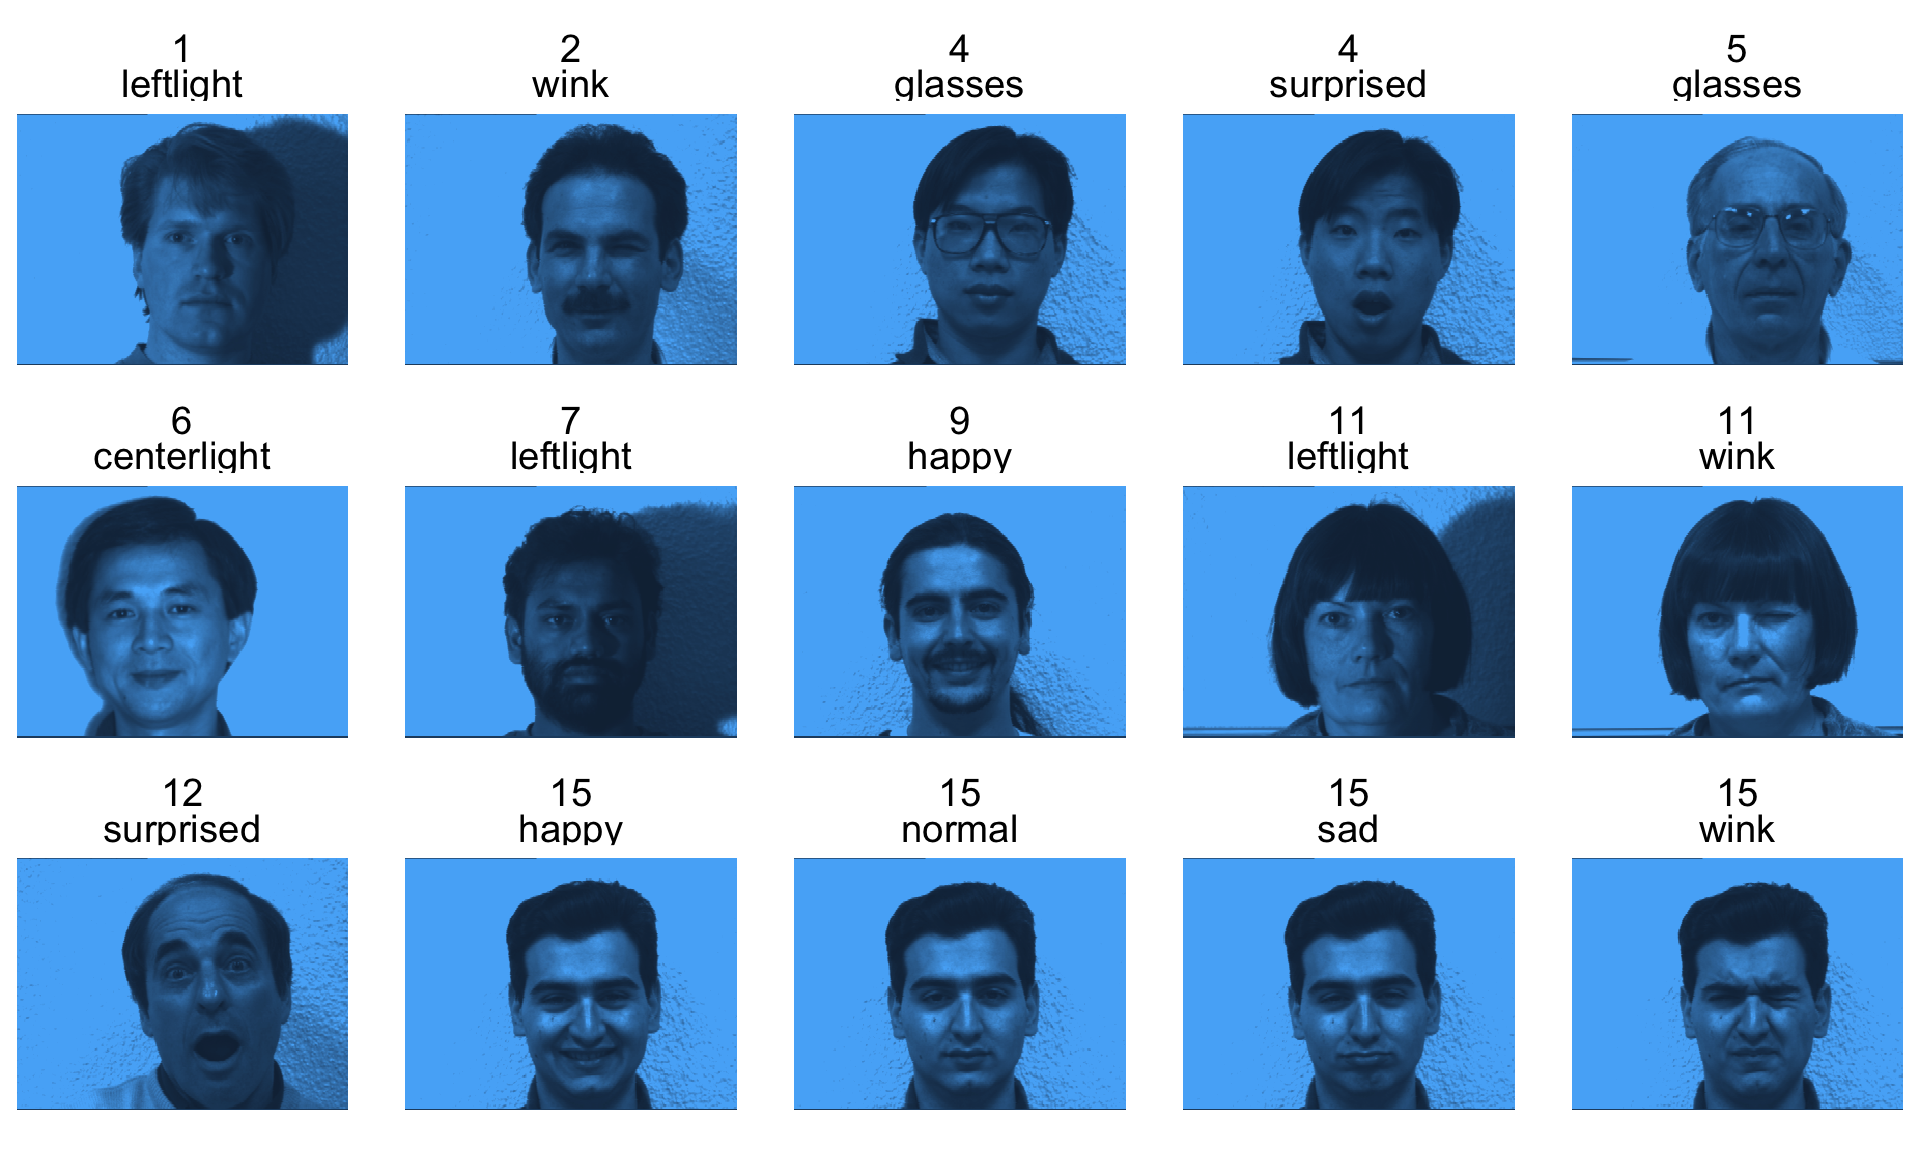 1
leftlight
2
wink
4
glasses
4
surprised
5
glasses
6
centerlight
7
leftlight
9
happy
11
leftlight
11
wink
12
surprised
15
happy
15
normal
15
sad
15
wink